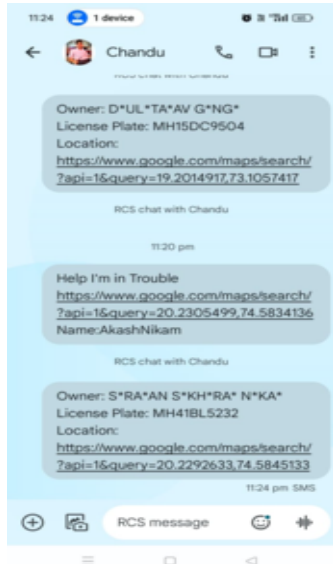 11:24 1 device
Chandu
RCS chat with Chandu
Owner: D*UL*TA*AV G*NG*
License Plate: MH15DC9504
Location:
https://www.google.com/maps/search/
?api=1&query=19.2014917,73.1057417
RCS chat with Chandu
11:20 pm
Help I'm in Trouble
https://www.google.com/maps/search/
?api=1&query=20.2305499,74.5834136
Name:AkashNikam
RCS chat with Chandu
Owner: S*RA*AN S*KH*RA* N*KA*
License Plate: MH41BL5232
Location:
https://www.google.com/maps/search/
?api=1&query=20.2292633,74.5845133
11:24 pm SMS
RCS message